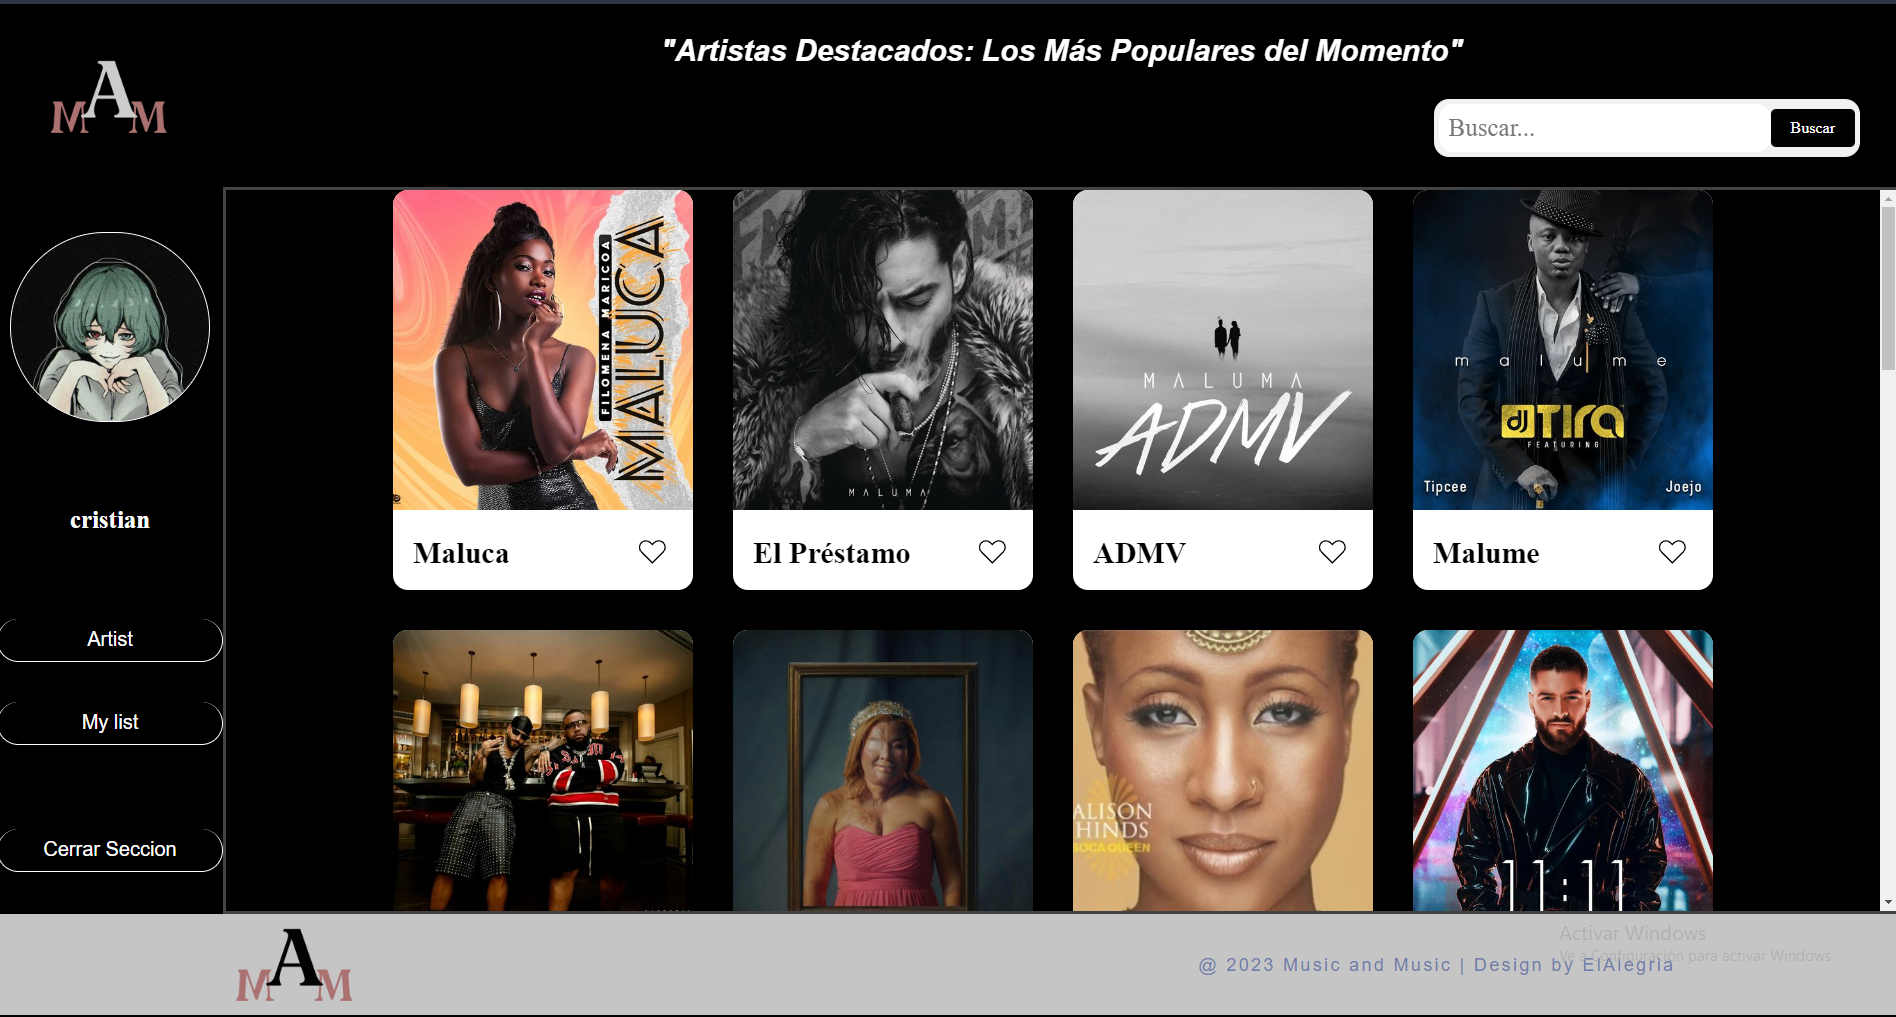 "Artistas Destacados: Los Más Populares del Momento"
MAM
Buscar...
Buscar
cristian
Artist
My list
Cerrar Seccion
FILOMENA MARICOA
MALUCA
Maluca
MALUMA
El Préstamo
MALUMA
ADMV
ADMV
malume
dj TIRA
FEATURING
Tipcee
Joejo
Malume
ALISON
HINDS
SOCA QUEEN
11:11
MAM
Activar Windows
Ve a Configuración para activar Windows.
@ 2023 Music and Music | Design by ElAlegria